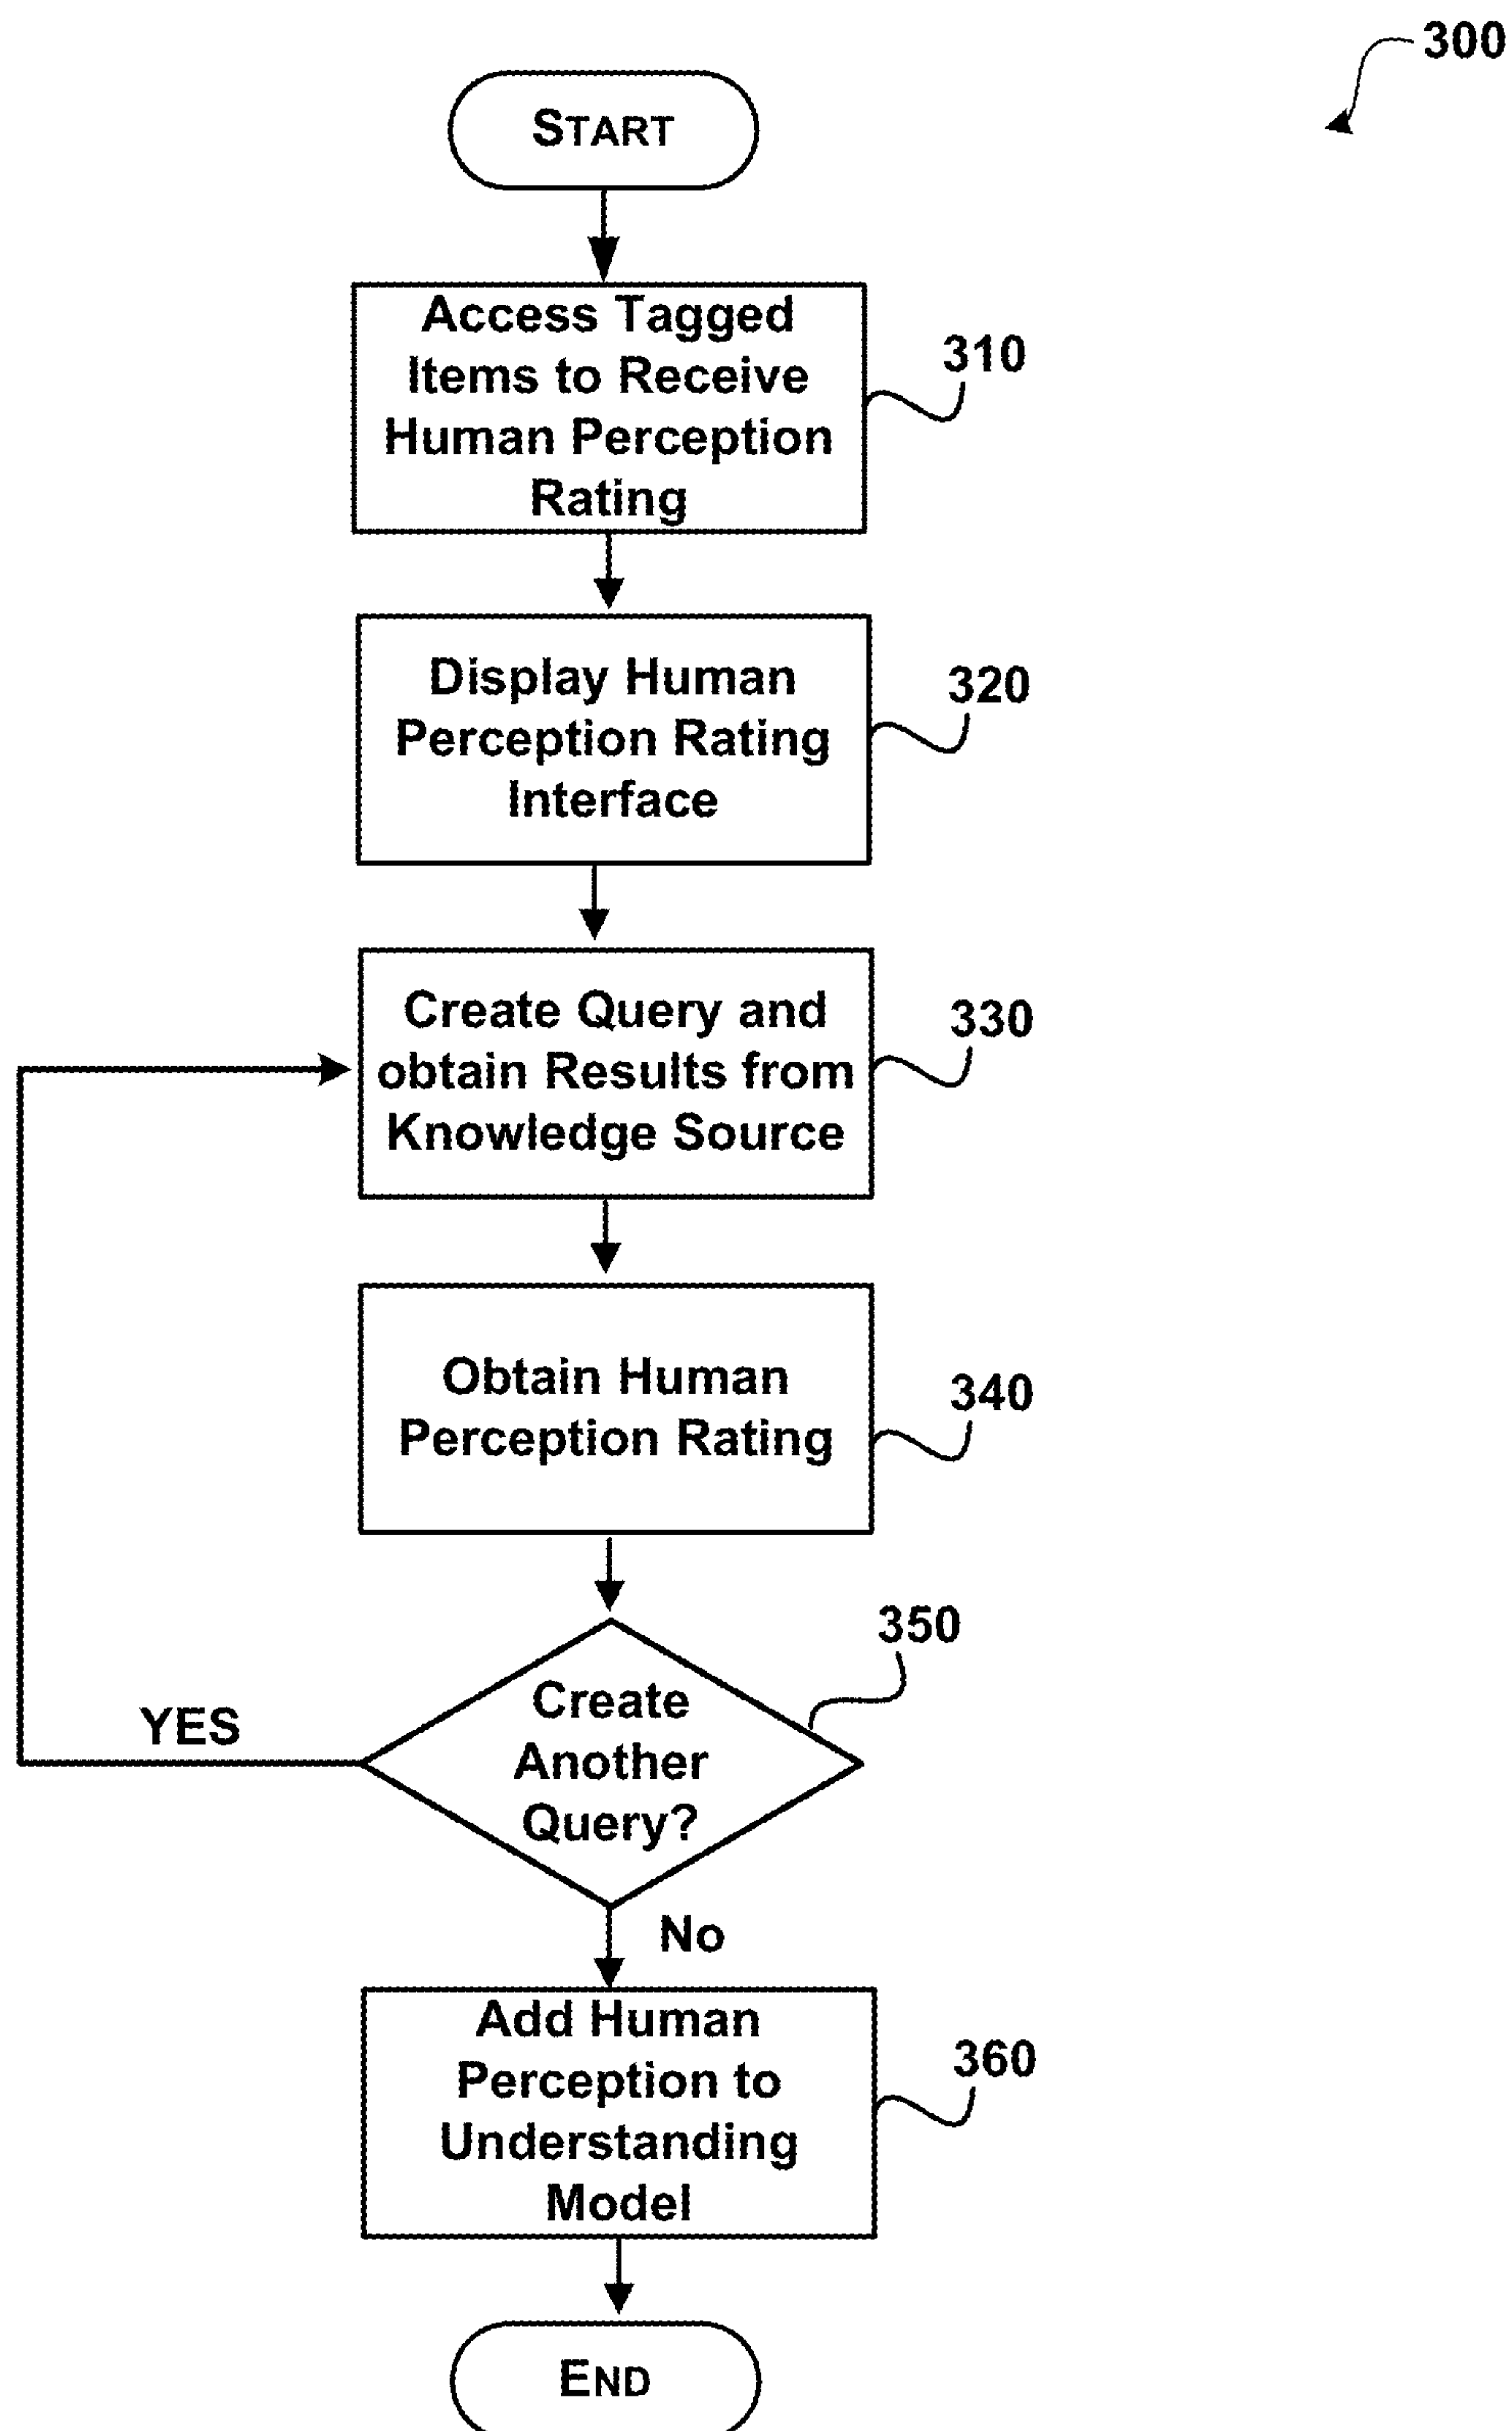 300
START
Access Tagged
Items to Receive
Human Perception
Rating
310
Display Human
Perception Rating
Interface
320
Create Query and
obtain Results from
Knowledge Source
330
Obtain Human
Perception Rating
340
350
Create
Another
Query?
YES
No
Add Human
Perception to
Understanding
Model
360
END